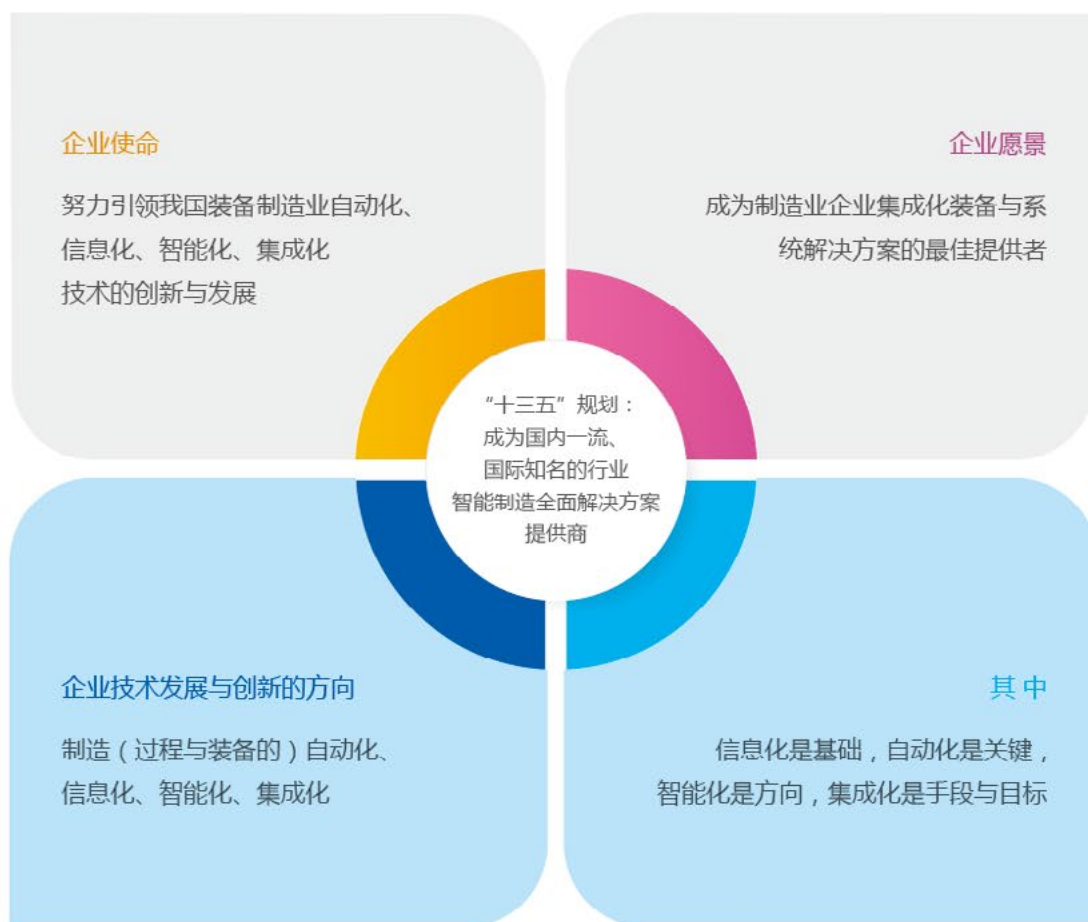 企业使命
努力引领我国装备制造业自动化、
信息化、智能化、集成化
技术的创新与发展
企业愿景
成为制造业企业集成化装备与系
统解决方案的最佳提供者
“十三五”规划：
成为国内一流、
国际知名的行业
智能制造全面解决方案
提供商
企业技术发展与创新的方向
制造（过程与装备的）自动化、
信息化、智能化、集成化
其中
信息化是基础，自动化是关键，
智能化是方向，集成化是手段与目标